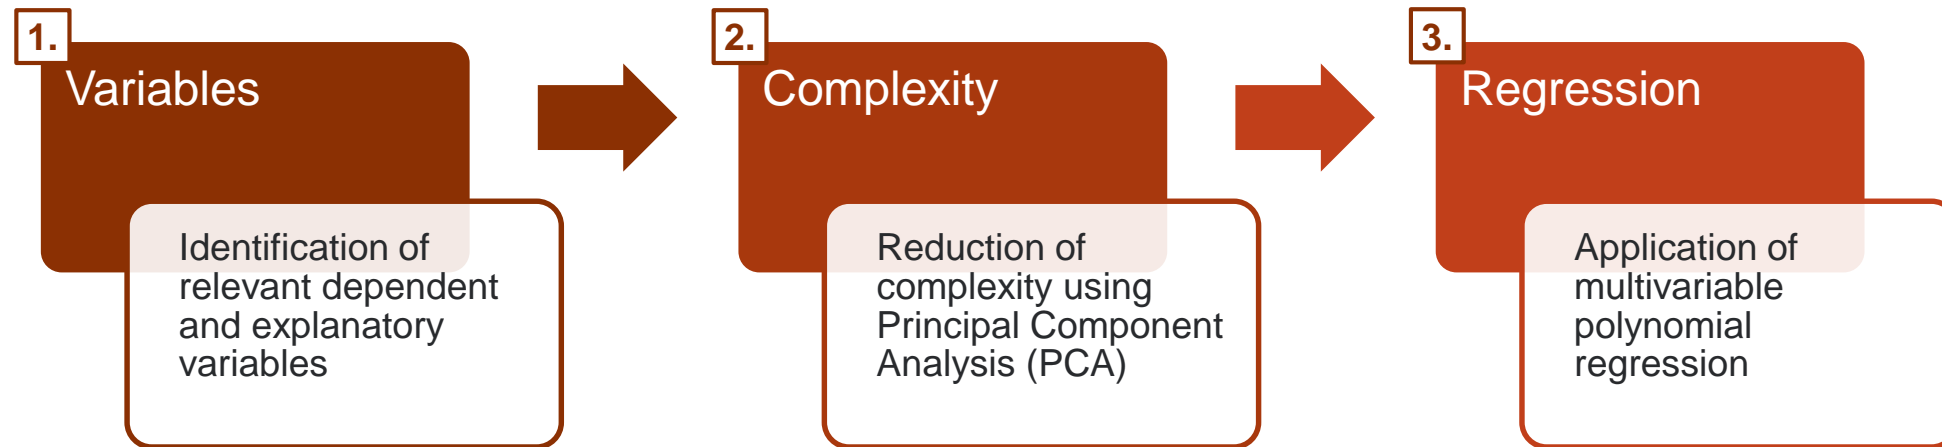 1.
Variables
Identification of
relevant dependent
and explanatory
variables
2.
Complexity
Reduction of
complexity using
Principal Component
Analysis (PCA)
3.
Regression
Application of
multivariable
polynomial
regression